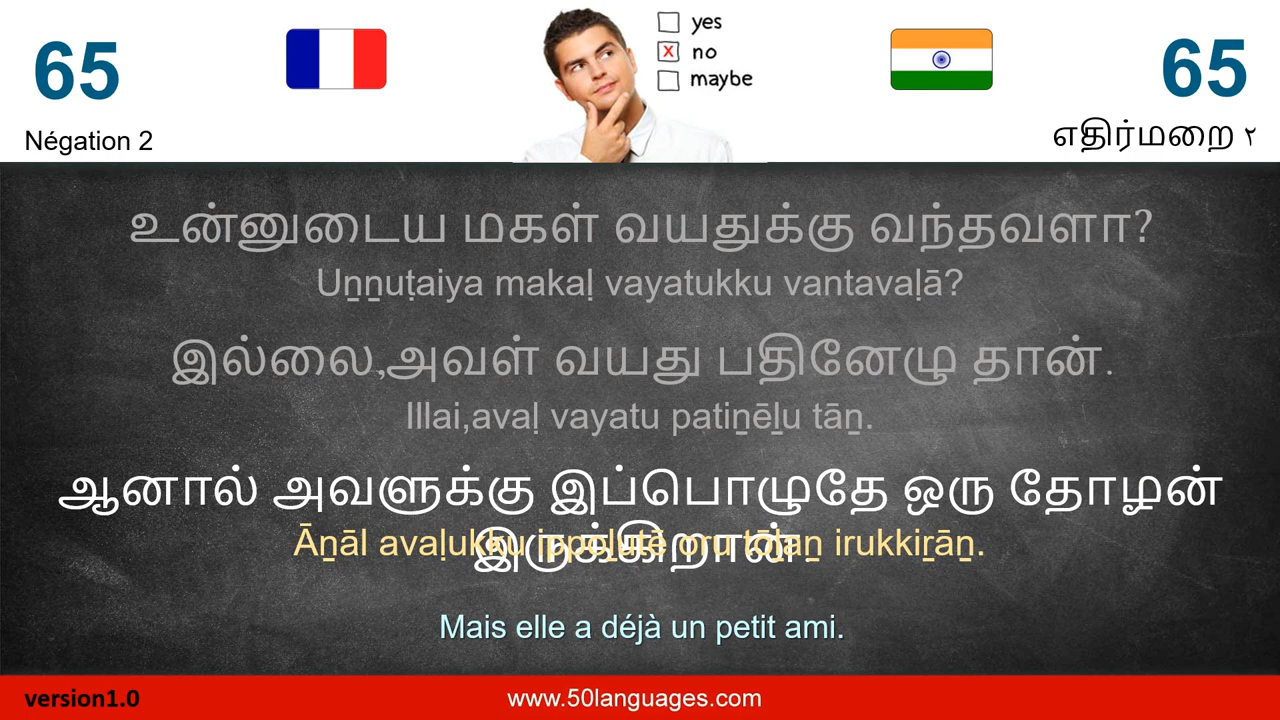 65
yes
no
maybe
65
Négation 2
எதிர்மறை २
உன்னுடைய மகள் வயதுக்கு வந்தவளா?
Uṉṉuṭaiya makaḷ vayatukku vantavaḷā?
இல்லை,அவள் வயது பதினேழு தான்.
Illai,avaḷ vayatu patiṉēḻu tāṉ.
ஆனால் அவளுக்கு இப்பொழுதே ஒரு தோழன்
இருக்கிறான்.
Āṉāl avaḷukku ippoḻutē oru tōḻaṉ irukkiṟāṉ.
Mais elle a déjà un petit ami.
version1.0
www.50languages.com